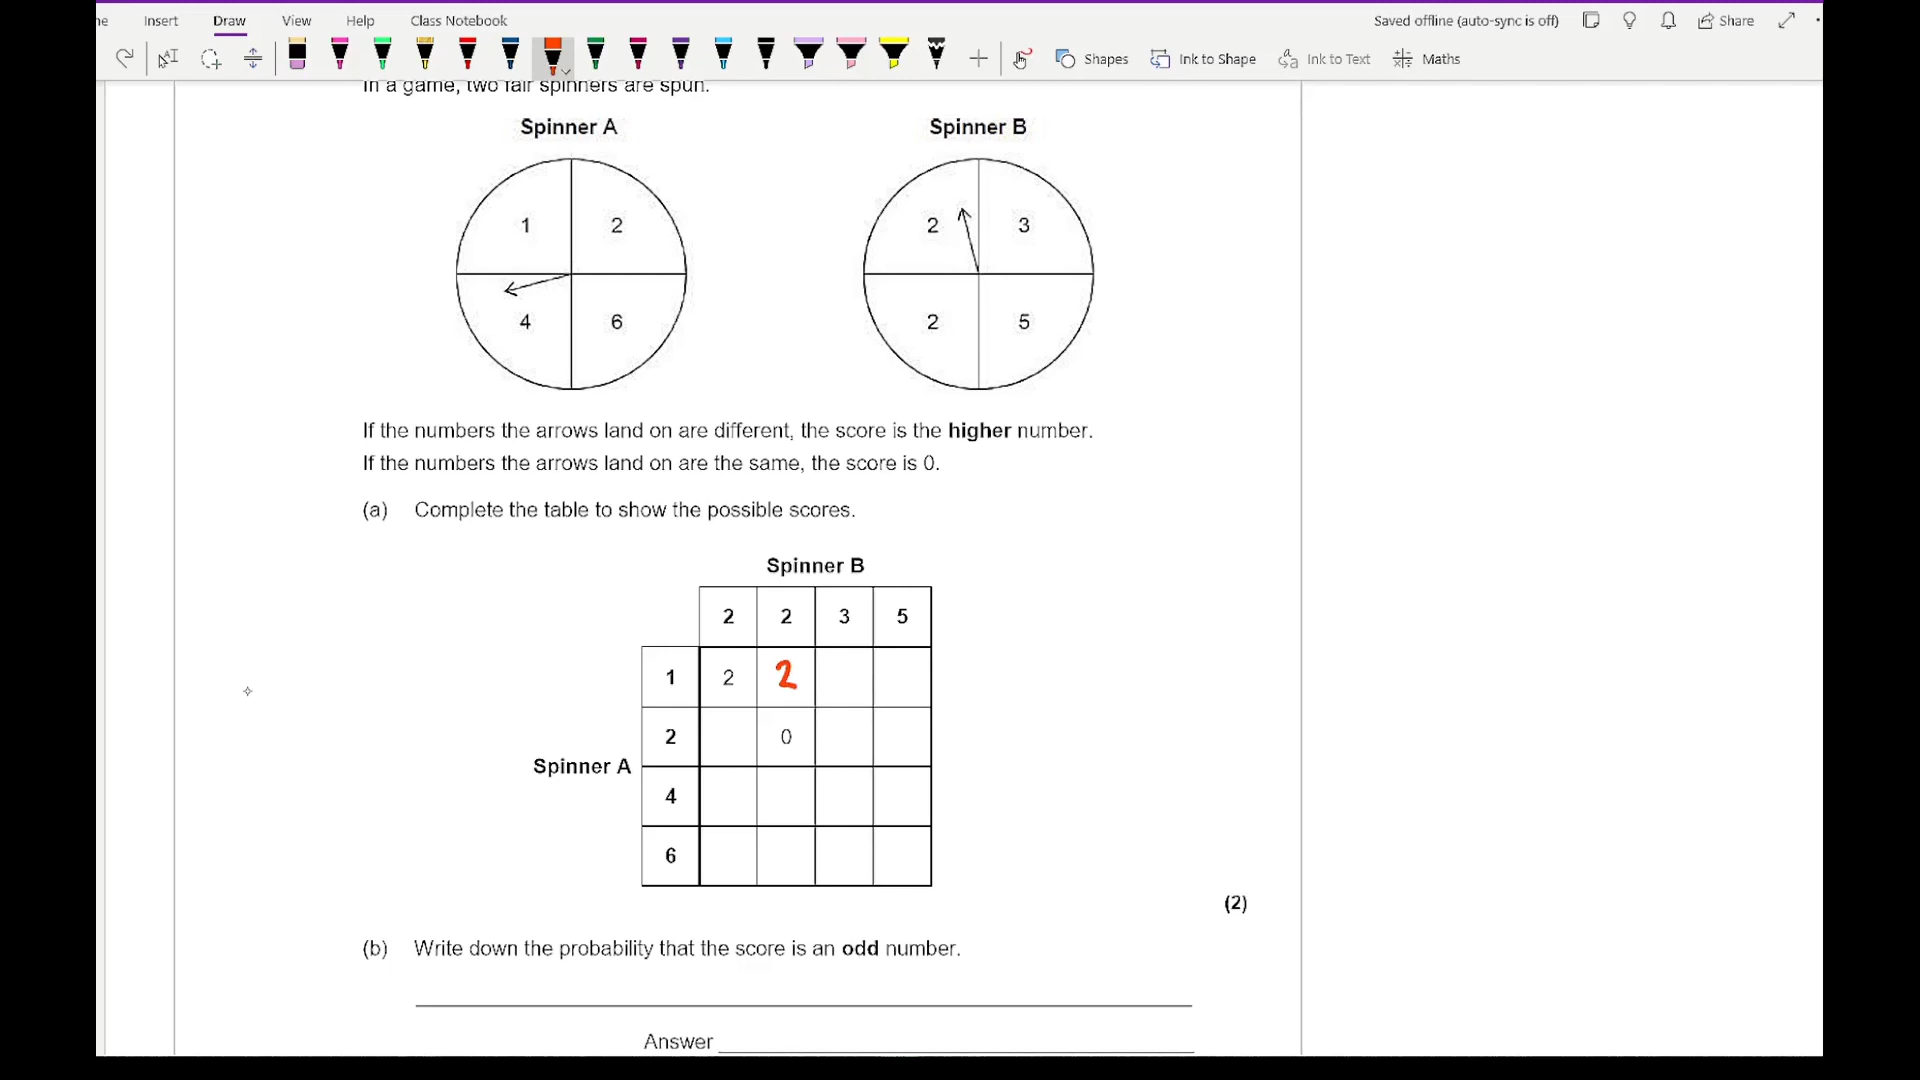 Insert Draw View Help Class Notebook Saved offline (auto-sync is off) Share
Shapes Ink to Shape Ink to Text Maths
In a game, two fair spinners are spun.
Spinner A Spinner B
1 2 2 3
4 6 2 5
If the numbers the arrows land on are different, the score is the higher number.
If the numbers the arrows land on are the same, the score is 0.
(a) Complete the table to show the possible scores.
Spinner B
2 2 3 5
1 2 2
2 0
Spinner A
4
6
(2)
(b) Write down the probability that the score is an odd number.
Answer